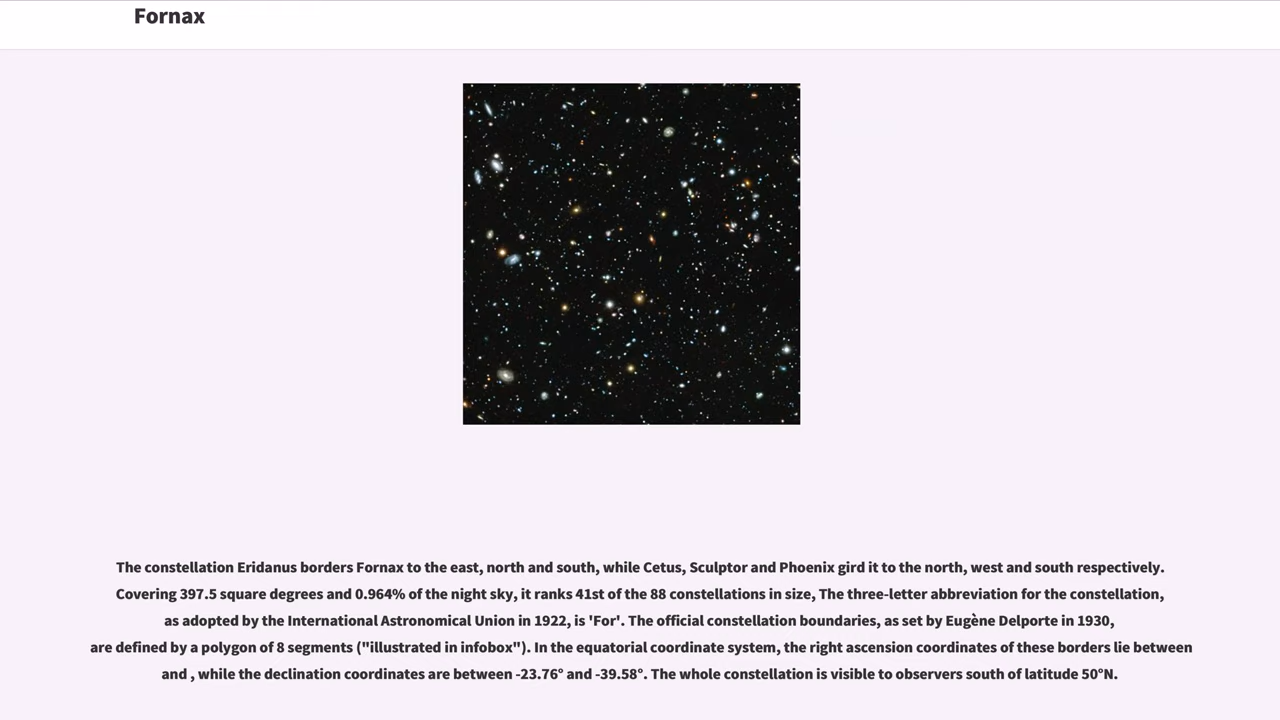 Fornax
The constellation Eridanus borders Fornax to the east, north and south, while Cetus, Sculptor and Phoenix gird it to the north, west and south respectively.
Covering 397.5 square degrees and 0.964% of the night sky, it ranks 41st of the 88 constellations in size, The three-letter abbreviation for the constellation,
as adopted by the International Astronomical Union in 1922, is 'For'. The official constellation boundaries, as set by Eugène Delporte in 1930,
are defined by a polygon of 8 segments ("illustrated in infobox"). In the equatorial coordinate system, the right ascension coordinates of these borders lie between
and , while the declination coordinates are between -23.76° and -39.58°. The whole constellation is visible to observers south of latitude 50°N.